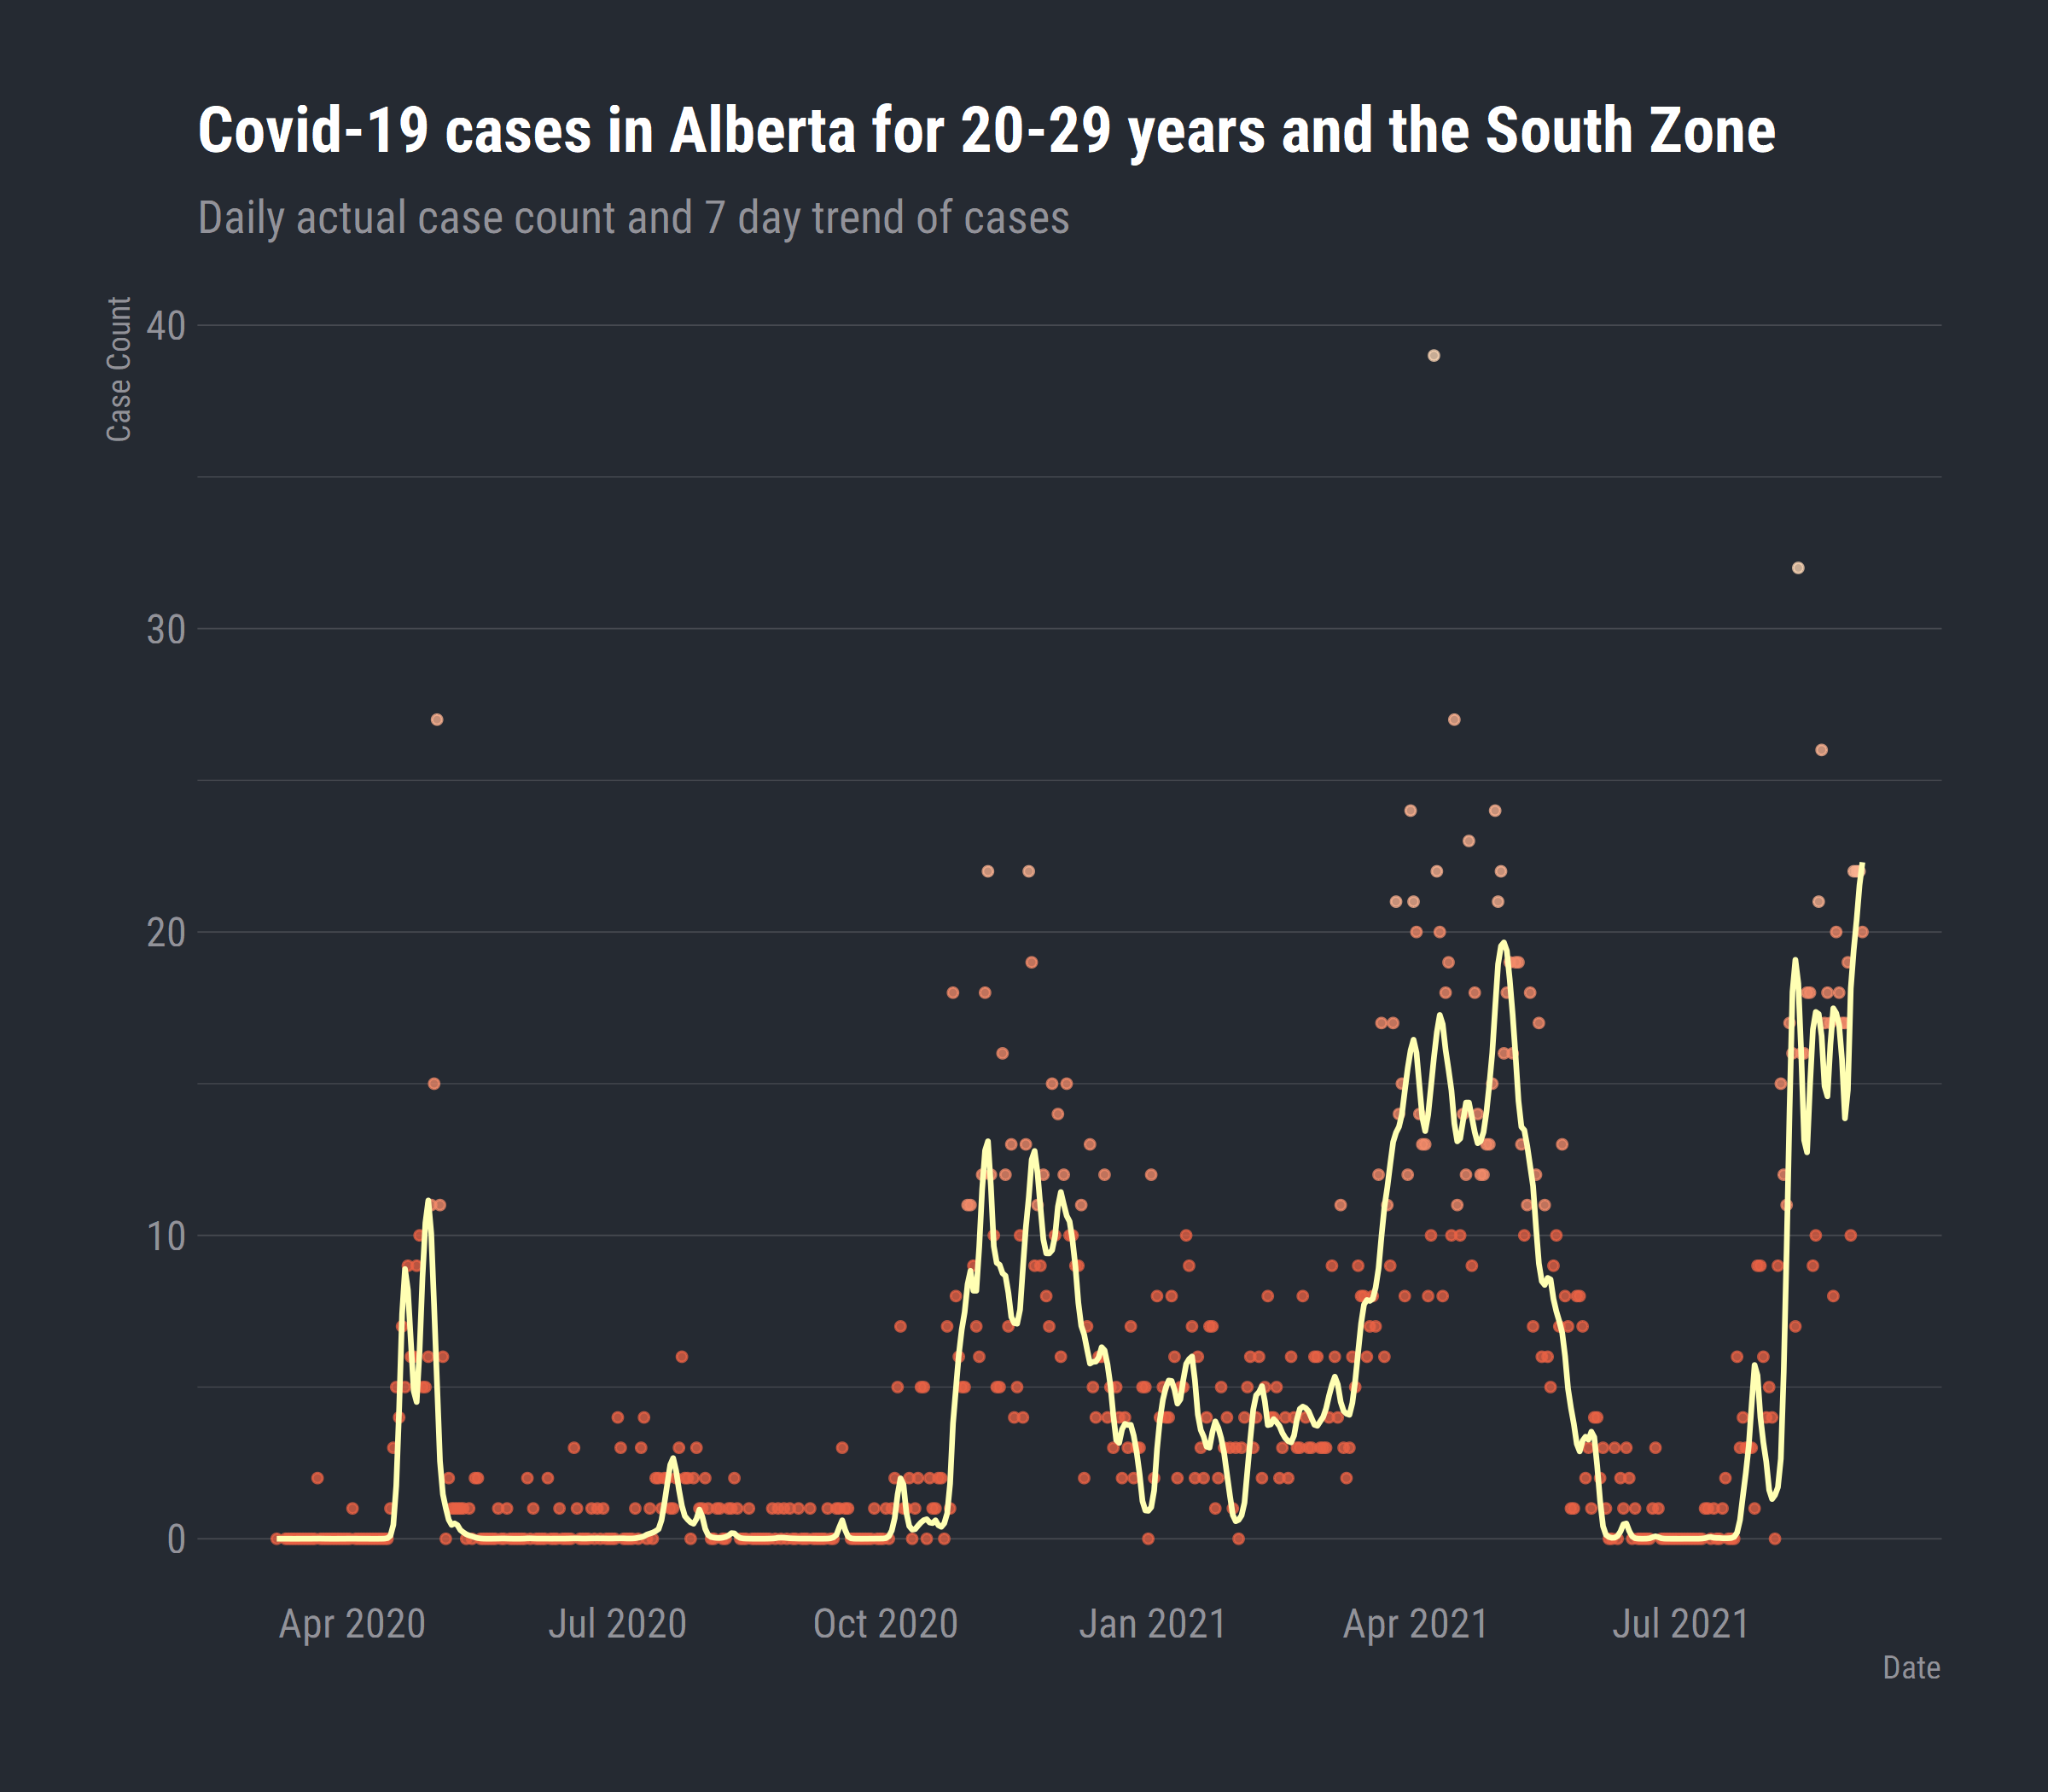 Covid-19 cases in Alberta for 20-29 years and the South Zone
Daily actual case count and 7 day trend of cases
Case Count
40
30
20
10
0
Apr 2020 Jul 2020 Oct 2020 Jan 2021 Apr 2021 Jul 2021
Date